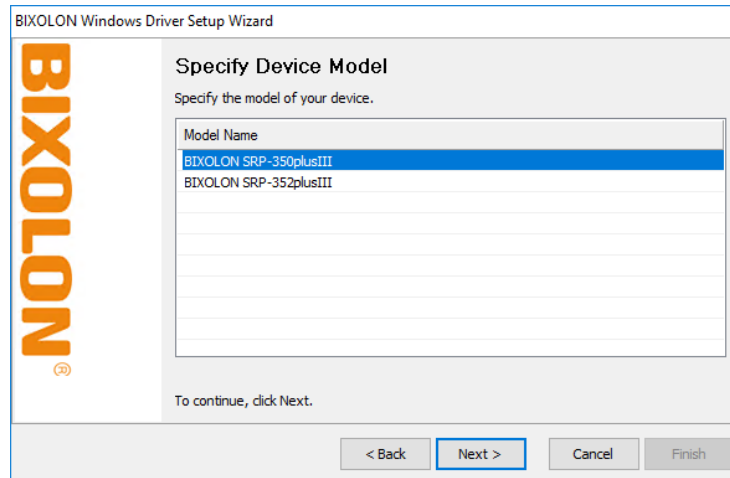 BIXOLON Windows Driver Setup Wizard
BIXOLON®
Specify Device Model
Specify the model of your device.
Model Name
BIXOLON SRP-350plusIII
BIXOLON SRP-352plusIII
To continue, click Next.
< Back
Next >
Cancel
Finish